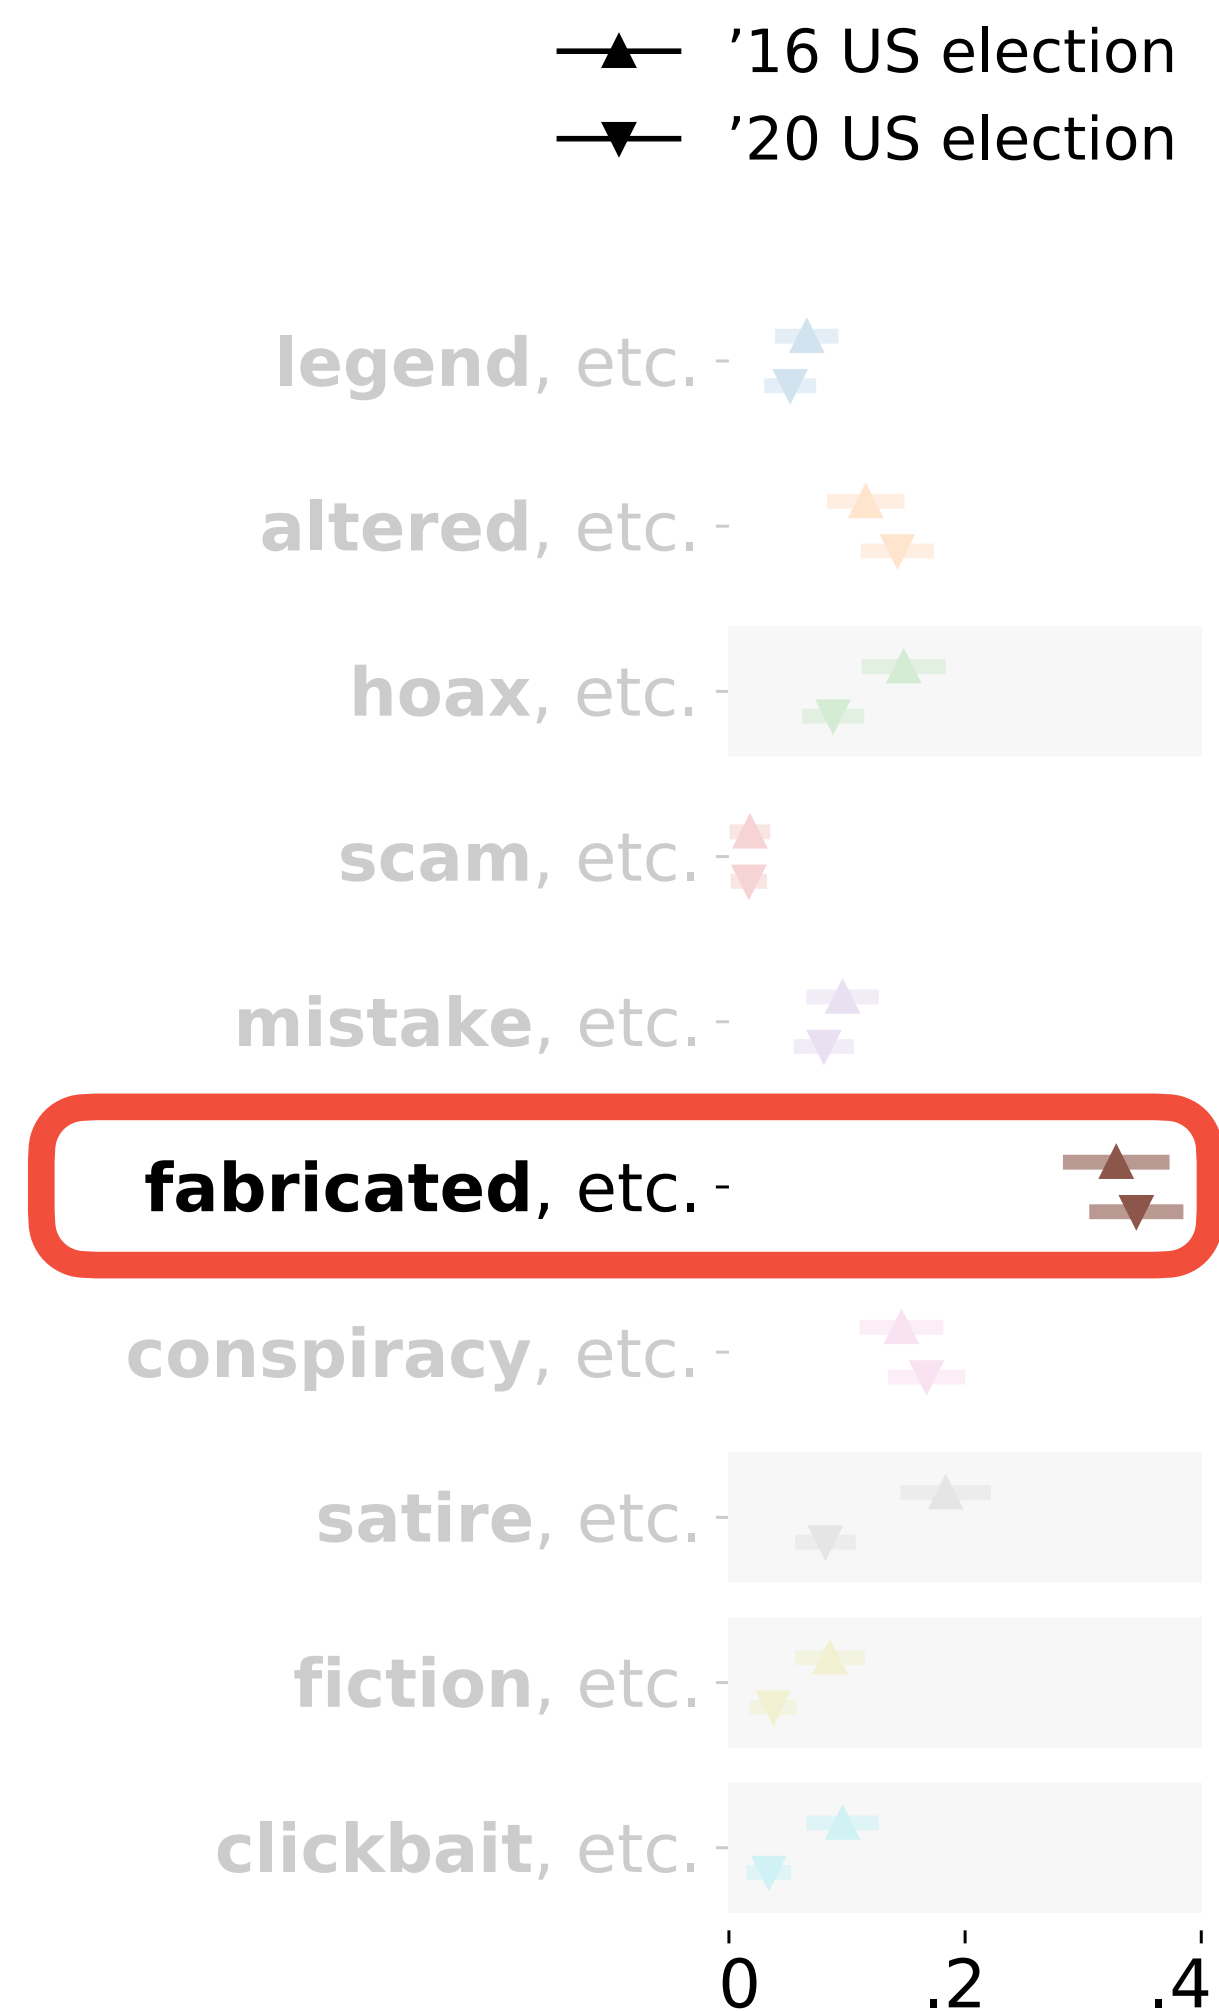 ’16 US election
’20 US election
legend, etc.
altered, etc.
hoax, etc.
scam, etc.
mistake, etc.
fabricated, etc.
conspiracy, etc.
satire, etc.
fiction, etc.
clickbait, etc.
0 .2 .4